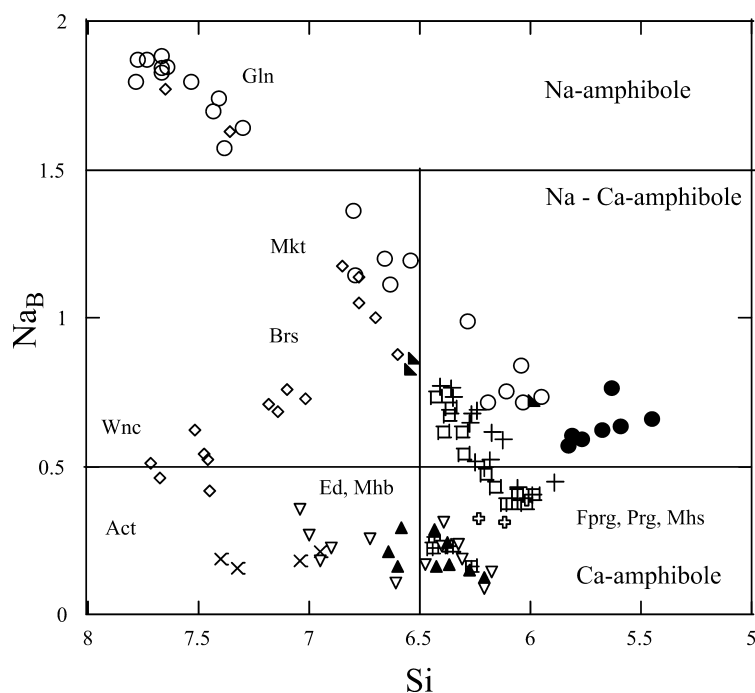 2
Gln
Na-amphibole
1.5
Na - Ca-amphibole
Mkt
1
NaB
Brs
Wnc
0.5
Ed, Mhb
Act
Fprg, Prg, Mhs
Ca-amphibole
0
8 7.5 7 6.5 6 5.5 5
Si